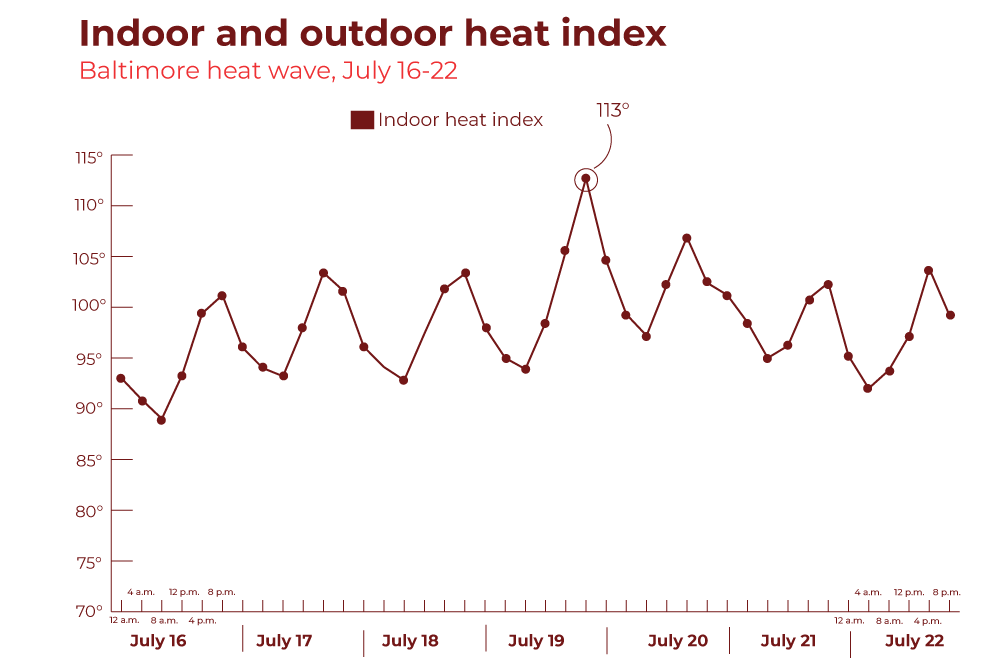 Indoor and outdoor heat index
Baltimore heat wave, July 16-22
113°
Indoor heat index
115°
110°
105°
100°
95°
90°
85°
80°
75°
70°
4 a.m. 12 p.m. 8 p.m. 4 a.m. 12 p.m. 8 p.m.
12 a.m. 8 a.m. 4 p.m. 12 a.m. 8 a.m. 4 p.m.
July 16 July 17 July 18 July 19 July 20 July 21 July 22